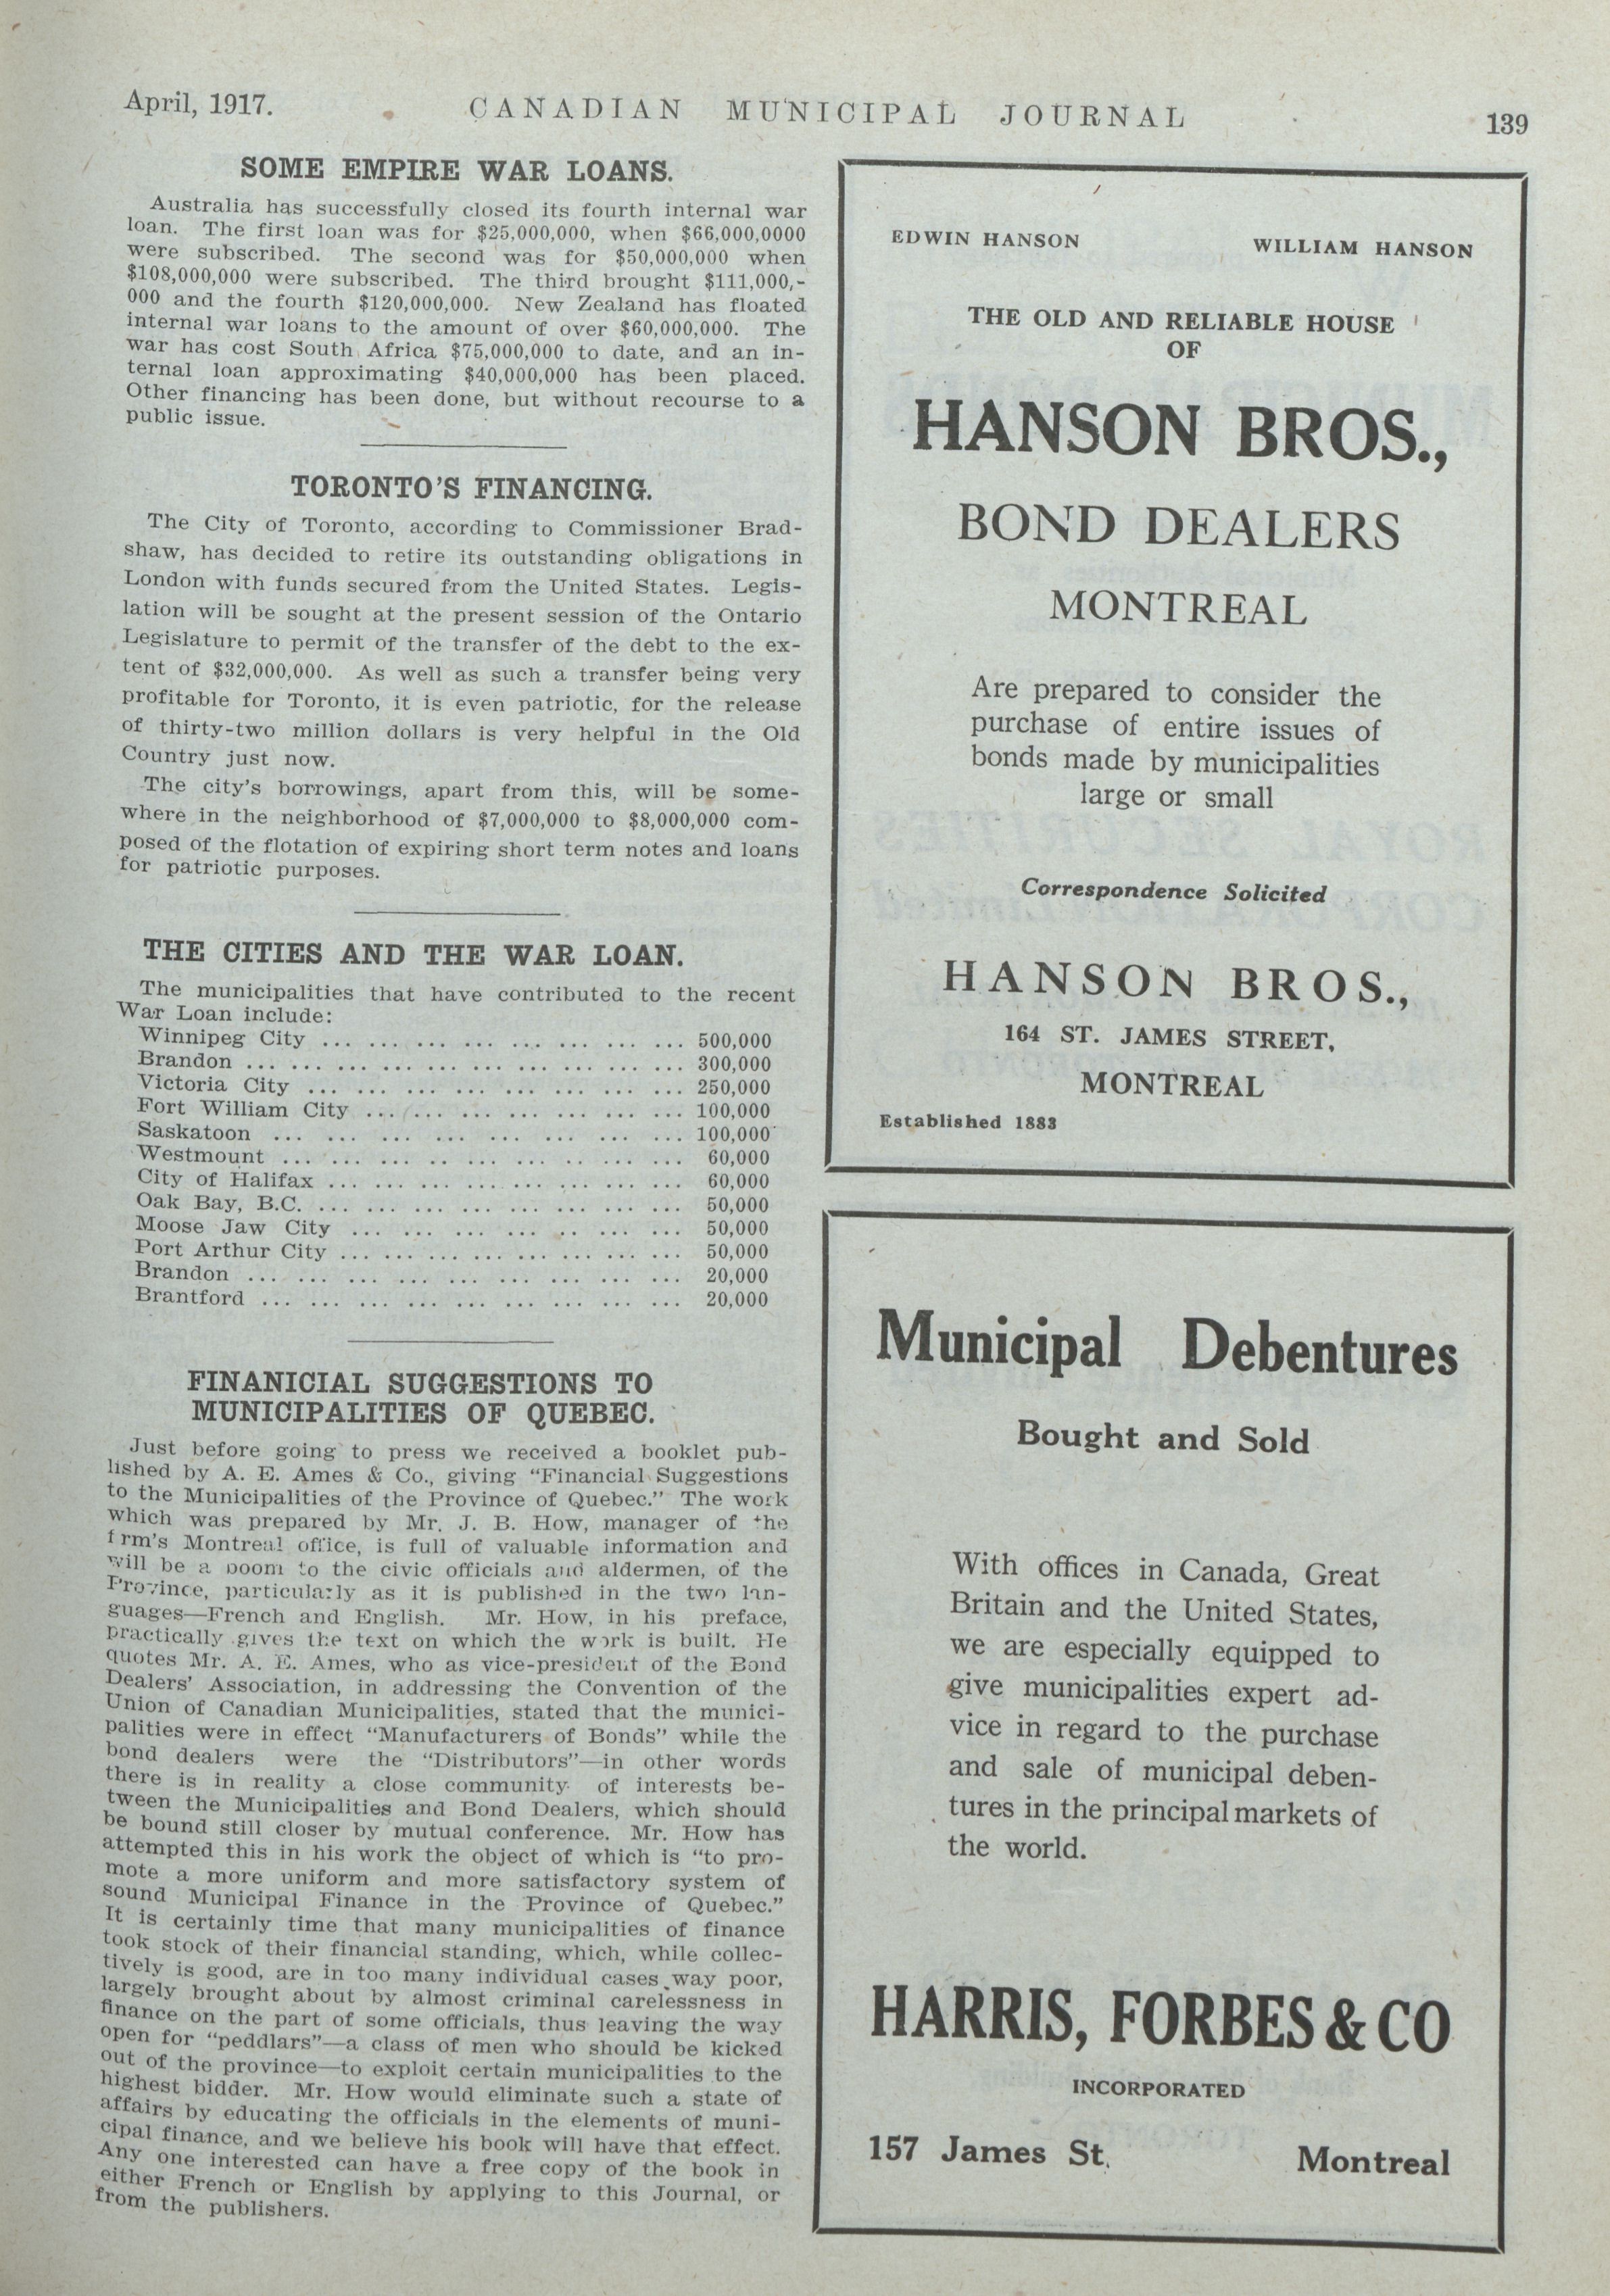 April, 1917.
CANADIAN MUNICIPAL JOURNAL
139
SOME EMPIRE WAR LOANS.
Australia has successfully closed its fourth internal war
loan. The first loan was for $25,000,000, when $66,000,0000
were subscribed. The second was for $50,000,000 when
$108,000,000 were subscribed. The third brought $111,000,-
000 and the fourth $120,000,000. New Zealand has floated
internal war loans to the amount of over $60,000,000. The
war has cost South Africa $75,000,000 to date, and an in-
ternal loan approximating $40,000,000 has been placed.
Other financing has been done, but without recourse to a
public issue.
TORONTO'S FINANCING.
The City of Toronto, according to Commissioner Brad-
shaw, has decided to retire its outstanding obligations in
London with funds secured from the United States. Legis-
lation will be sought at the present session of the Ontario
Legislature to permit of the transfer of the debt to the ex-
tent of $32,000,000. As well as such a transfer being very
profitable for Toronto, it is even patriotic, for the release
of thirty-two million dollars is very helpful in the Old
Country just now.
The city's borrowings, apart from this, will be some-
where in the neighborhood of $7,000,000 to $8,000,000 com-
posed of the flotation of expiring short term notes and loans
for patriotic purposes.
THE CITIES AND THE WAR LOAN.
The municipalities that have contributed to the recent
War Loan include:
Winnipeg City ... ... ... ... ... ... ... ... 500,000
Brandon ... ... ... ... ... ... ... ... ... ... 300,000
Victoria City ... ... ... ... ... ... ... ... 250,000
Fort William City ... ... ... ... ... ... ... 100,000
Saskatoon ... ... ... ... ... ... ... ... ... 100,000
Westmount ... ... ... .. ... ... .. ... ... 60,000
City of Halifax ... ... ... ... ... ... ... ... 60,000
Oak Bay, B.C. ... ... ... ... ... ... ... ... 50,000
Moose Jaw City ... ... ... ... .. ... ... 50,000
Port Arthur City ... ... ... ... ... ... ... ... 50,000
Brandon ... ... ... ... ... ... ... ... ... 20,000
Brantford ... ... ... ... ... ... ... ... ... 20,000
FINANICIAL SUGGESTIONS TO
MUNICIPALITIES OF QUEBEC.
Just before going to press we received a booklet pub-
lished by A. E. Ames & Co., giving "Financial Suggestions
to the Municipalities of the Province of Quebec." The work
which was prepared by Mr. J. B. How, manager of the
firm's Montreal office, is full of valuable information and
will be a boom to the civic officials and aldermen, of the
Province, particularly as it is published in the two lan-
guages—French and English. Mr. How, in his preface,
practically gives the text on which the work is built. He
quotes Mr. A. E. Ames, who as vice-president of the Bond
Dealers' Association, in addressing the Convention of the
Union of Canadian Municipalities, stated that the munici-
palities were in effect "Manufacturers of Bonds" while the
bond dealers were the "Distributors"—in other words
there is in reality a close community of interests be-
tween the Municipalities and Bond Dealers, which should
be bound still closer by mutual conference. Mr. How has
attempted this in his work the object of which is "to pro-
mote a more uniform and more satisfactory system of
sound Municipal Finance in the Province of Quebec."
It is certainly time that many municipalities of finance
took stock of their financial standing, which, while collec-
tively is good, are in too many individual cases way poor,
largely brought about by almost criminal carelessness in
finance on the part of some officials, thus leaving the way
open for "peddlars"—a class of men who should be kicked
out of the province—to exploit certain municipalities to the
highest bidder. Mr. How would eliminate such a state of
affairs by educating the officials in the elements of muni-
cipal finance, and we believe his book will have that effect.
Any one interested can have a free copy of the book in
either French or English by applying to this Journal, or
from the publishers.
EDWIN HANSON WILLIAM HANSON
THE OLD AND RELIABLE HOUSE
OF
HANSON BROS.,
BOND DEALERS
MONTREAL
Are prepared to consider the
purchase of entire issues of
bonds made by municipalities
large or small
Correspondence Solicited
HANSON BROS.,
164 ST. JAMES STREET,
MONTREAL
Established 1883
Municipal Debentures
Bought and Sold
With offices in Canada, Great
Britain and the United States,
we are especially equipped to
give municipalities expert ad-
vice in regard to the purchase
and sale of municipal deben-
tures in the principal markets of
the world.
HARRIS, FORBES & CO
INCORPORATED
157 James St. Montreal